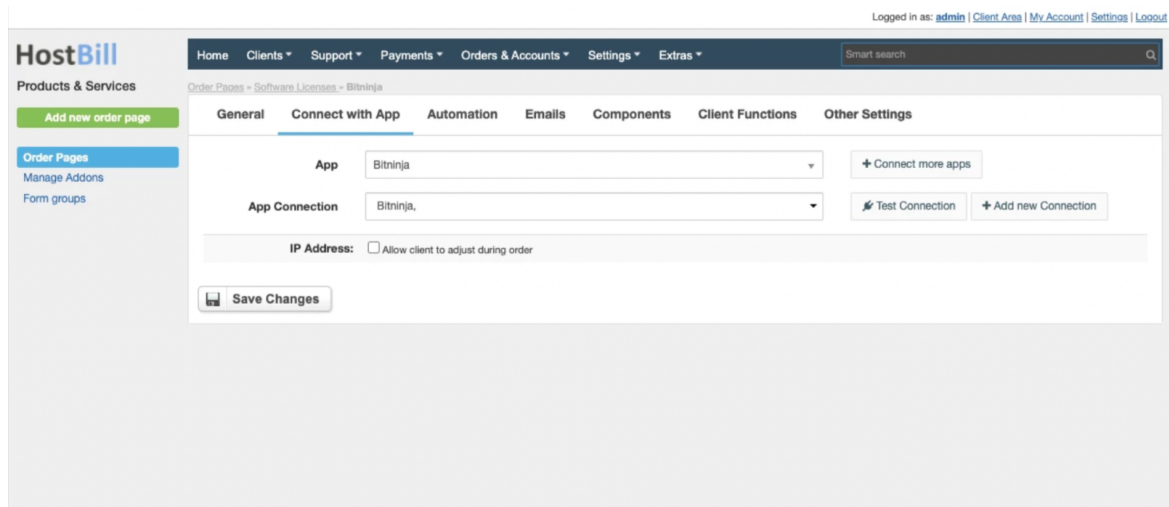 Logged in as: admin | Client Area | My Account | Settings | Logout
HostBill
Home Clients Support Payments Orders & Accounts Settings Extras Smart search
Products & Services
Order Pages » Software Licenses » Bitninja
Add new order page
General Connect with App Automation Emails Components Client Functions Other Settings
Order Pages
Manage Addons
Form groups
App Bitninja + Connect more apps
App Connection Bitninja, Test Connection + Add new Connection
IP Address: Allow client to adjust during order
Save Changes